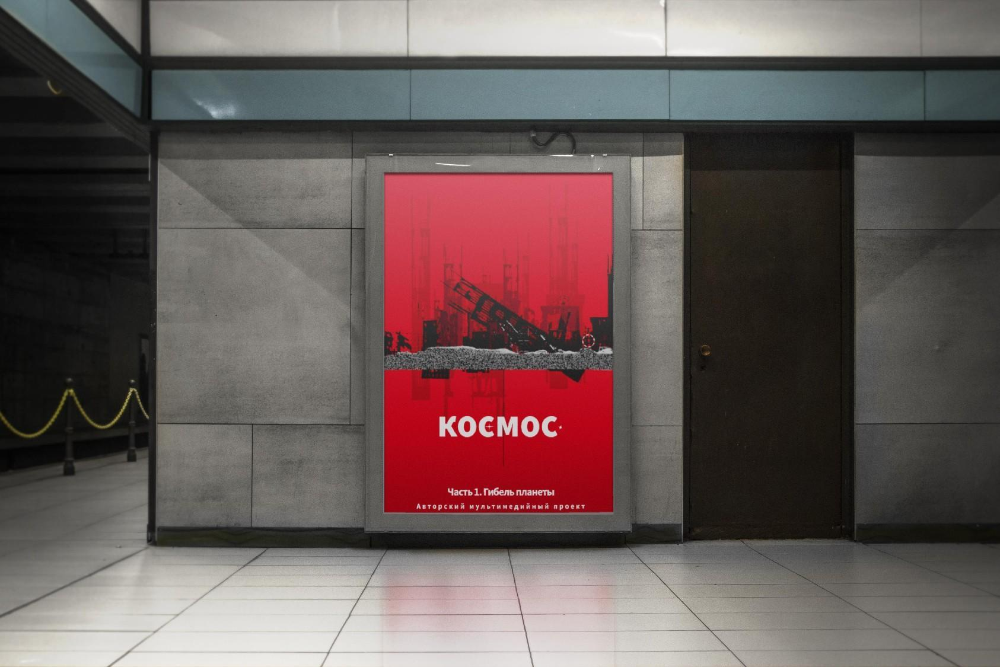 КОСМОС
Часть 1. Гибель планеты
Авторский мультимедийный проект